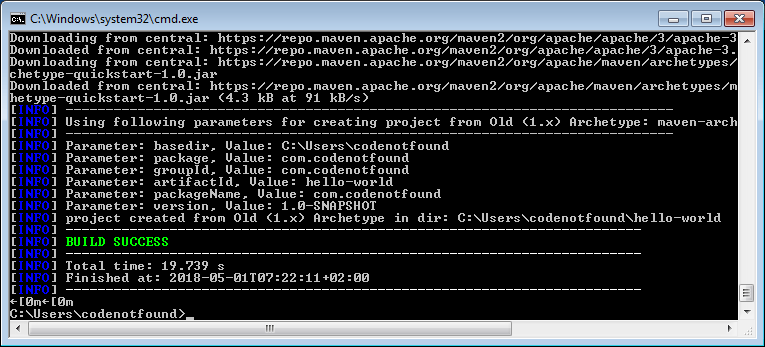 C:\Windows\system32\cmd.exe
Downloading from central: https://repo.maven.apache.org/maven2/org/apache/apache/3/apache-3.
Downloaded from central: https://repo.maven.apache.org/maven2/org/apache/apache/3/apache-3.
Downloading from central: https://repo.maven.apache.org/maven2/org/apache/maven/archetypes/
chetype-quickstart-1.0.jar
Downloaded from central: https://repo.maven.apache.org/maven2/org/apache/maven/archetypes/m
hetype-quickstart-1.0.jar (4.3 kB at 91 kB/s)
[INFO] ----------------------------------------------------------------------------
[INFO] Using following parameters for creating project from Old (1.x) Archetype: maven-arch
[INFO] ----------------------------------------------------------------------------
[INFO] Parameter: basedir, Value: C:\Users\codenotfound
[INFO] Parameter: package, Value: com.codenotfound
[INFO] Parameter: groupId, Value: com.codenotfound
[INFO] Parameter: artifactId, Value: hello-world
[INFO] Parameter: packageName, Value: com.codenotfound
[INFO] Parameter: version, Value: 1.0-SNAPSHOT
[INFO] project created from Old (1.x) Archetype in dir: C:\Users\codenotfound\hello-world
[INFO] ------------------------------------------------------------------------
[INFO] BUILD SUCCESS
[INFO] ------------------------------------------------------------------------
[INFO] Total time: 19.739 s
[INFO] Finished at: 2018-05-01T07:22:11+02:00
[INFO] ------------------------------------------------------------------------
←[0m←[0m
C:\Users\codenotfound>_